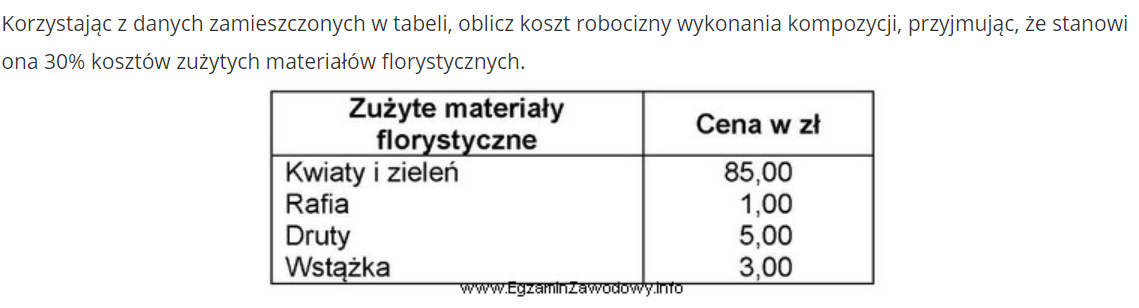 Korzystając z danych zamieszczonych w tabeli, oblicz koszt robocizny wykonania kompozycji, przyjmując, że stanowi
ona 30% kosztów zużytych materiałów florystycznych.
Zużyte materiały
florystyczne
Cena w zł
Kwiaty i zieleń 85,00
Rafia 1,00
Druty 5,00
Wstążka 3,00
www.EgzaminZawodowy.info